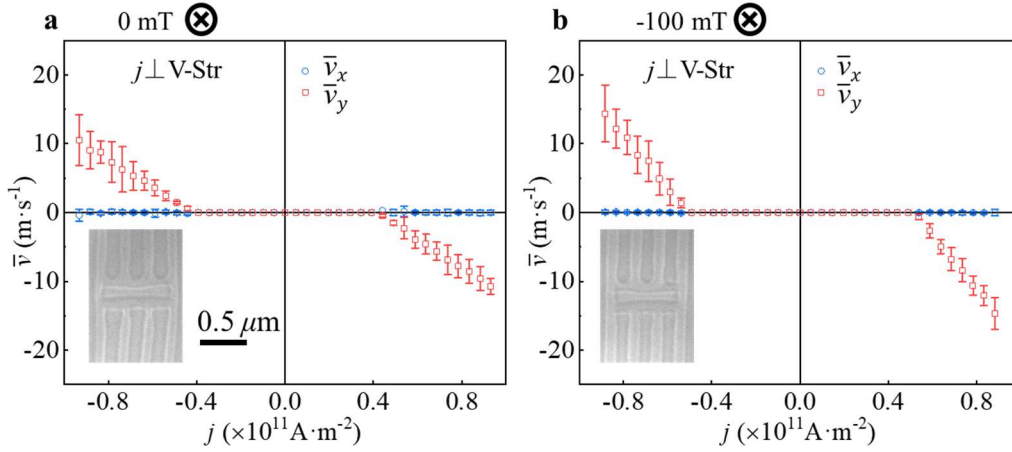 a 0 mT ⊗
20
10
0
-10
-20
v̅ (m·s⁻¹)
j⊥V-Str
v̅ₓ
v̅ᵧ
0.5 μm
-0.8 -0.4 0.0 0.4 0.8
j (×10¹¹A·m⁻²)
b -100 mT ⊗
20
10
0
-10
-20
v̅ (m·s⁻¹)
j⊥V-Str
v̅ₓ
v̅ᵧ
-0.8 -0.4 0.0 0.4 0.8
j (×10¹¹A·m⁻²)